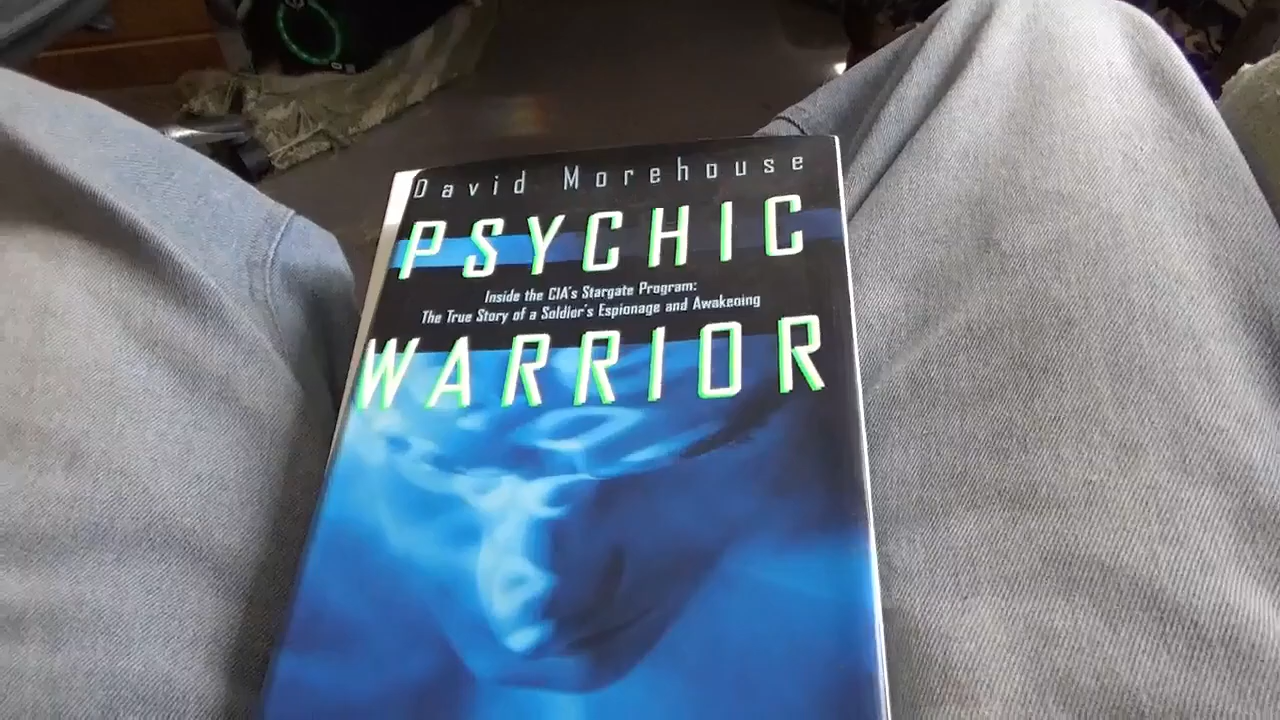 David Morehouse
PSYCHIC
Inside the CIA's Stargate Program:
The True Story of a Soldier's Espionage and Awakening
WARRIOR